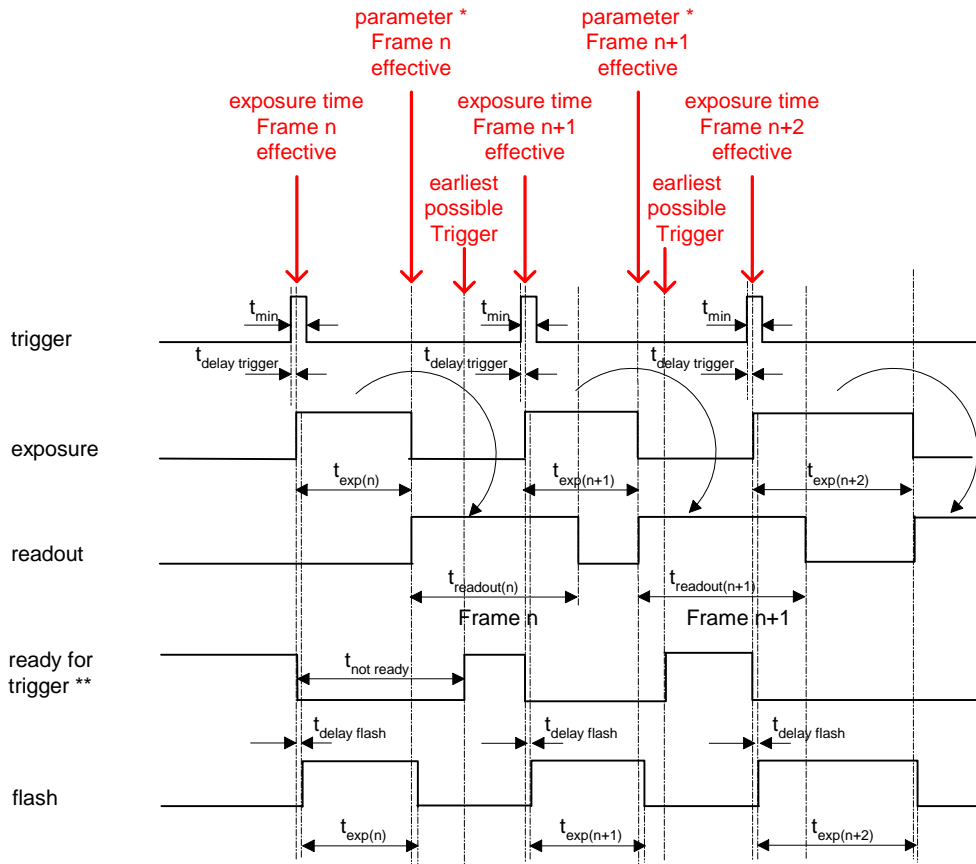 parameter *
Frame n
effective
parameter *
Frame n+1
effective
exposure time
Frame n
effective
exposure time
Frame n+1
effective
exposure time
Frame n+2
effective
earliest
possible
Trigger
earliest
possible
Trigger
trigger
tmin
tmin
tmin
tdelay trigger
tdelay trigger
tdelay trigger
exposure
texp(n)
texp(n+1)
texp(n+2)
readout
treadout(n)
treadout(n+1)
Frame n
Frame n+1
ready for
trigger **
tnot ready
tdelay flash
tdelay flash
tdelay flash
flash
texp(n)
texp(n+1)
texp(n+2)